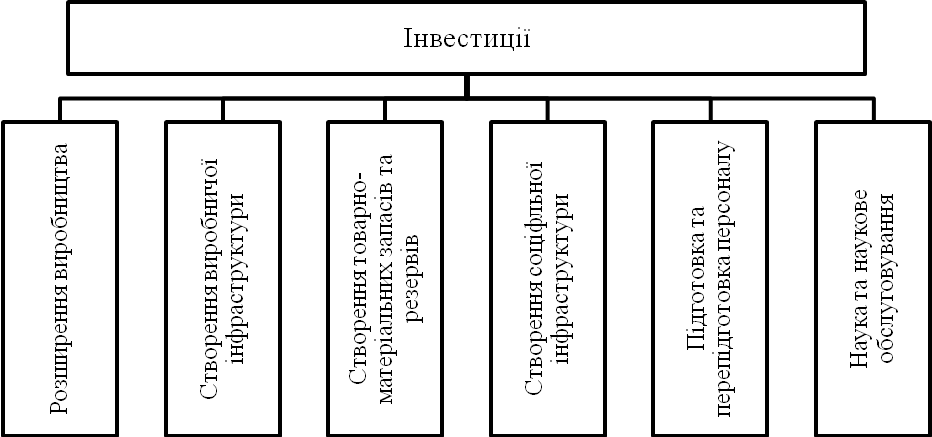 Інвестиції
Розширення виробництва
Створення виробничої
інфраструктури
Створення товарно-
матеріальних запасів та
резервів
Створення соціфльної
інфраструктури
Підготовка та
перепідготовка персоналу
Наука та наукове
обслуговування